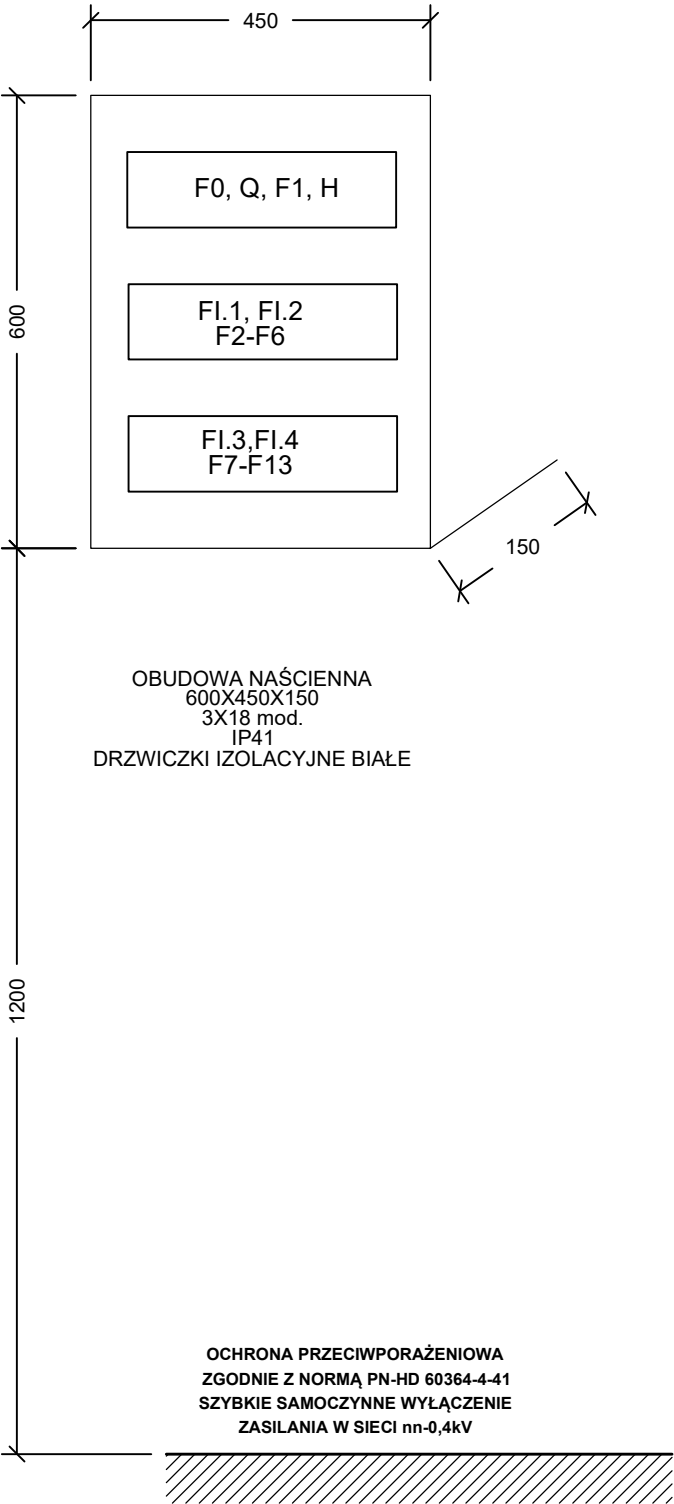 450
F0, Q, F1, H
600
FI.1, FI.2
F2-F6
FI.3,FI.4
F7-F13
150
OBUDOWA NAŚCIENNA
600X450X150
3X18 mod.
IP41
DRZWICZKI IZOLACYJNE BIAŁE
1200
OCHRONA PRZECIWPORAŻENIOWA
ZGODNIE Z NORMĄ PN-HD 60364-4-41
SZYBKIE SAMOCZYNNE WYŁĄCZENIE
ZASILANIA W SIECI nn-0,4kV